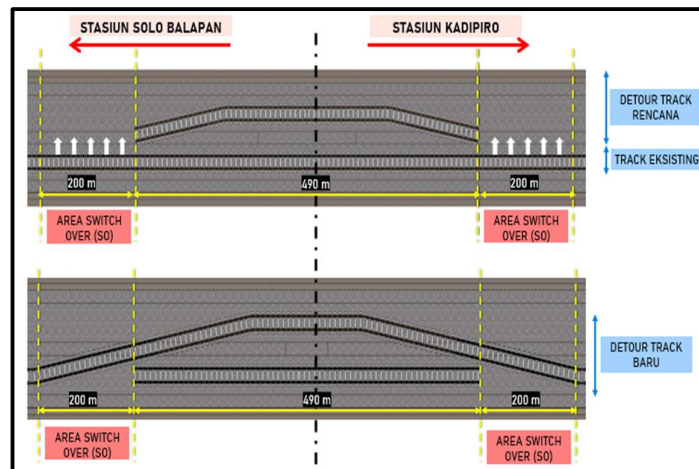 STASIUN SOLO BALAPAN
STASIUN KADIPIRO
DETOUR TRACK
RENCANA
TRACK EKSISTING
200 m
490 m
200 m
AREA SWITCH
OVER (SO)
AREA SWITCH
OVER (SO)
DETOUR TRACK
BARU
200 m
490 m
200 m
AREA SWITCH
OVER (SO)
AREA SWITCH
OVER (SO)